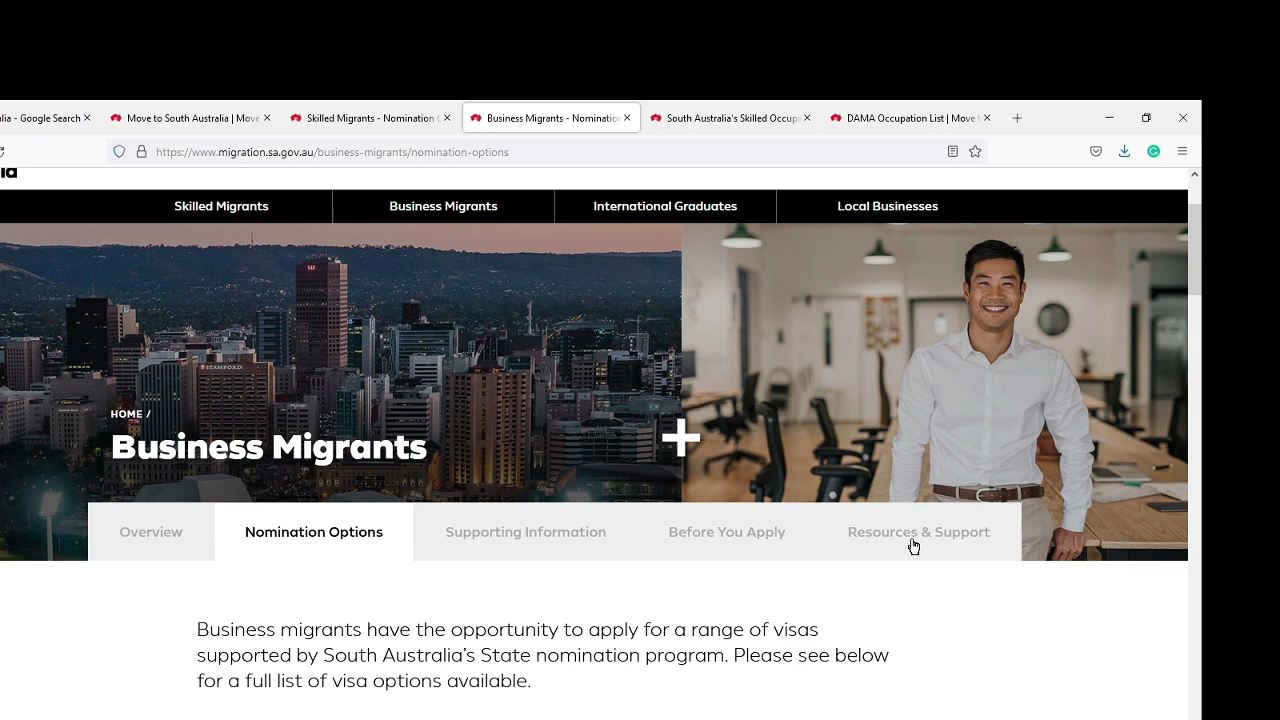 lia - Google Search
Move to South Australia | Move
Skilled Migrants - Nomination
Business Migrants - Nomination
South Australia's Skilled Occupa
DAMA Occupation List | Move
https://www.migration.sa.gov.au/business-migrants/nomination-options
Skilled Migrants
Business Migrants
International Graduates
Local Businesses
STAMFORD
HOME /
Business Migrants
Overview
Nomination Options
Supporting Information
Before You Apply
Resources & Support
Business migrants have the opportunity to apply for a range of visas
supported by South Australia's State nomination program. Please see below
for a full list of visa options available.